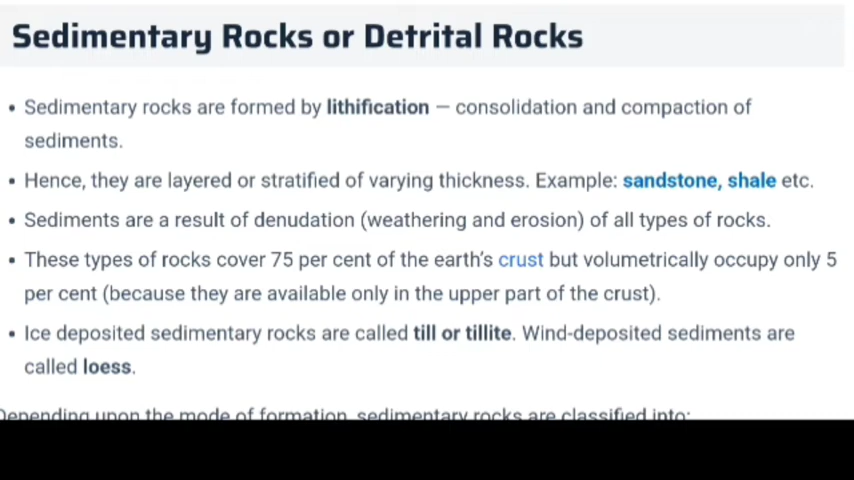 Sedimentary Rocks or Detrital Rocks
• Sedimentary rocks are formed by lithification – consolidation and compaction of
sediments.
• Hence, they are layered or stratified of varying thickness. Example: sandstone, shale etc.
• Sediments are a result of denudation (weathering and erosion) of all types of rocks.
• These types of rocks cover 75 per cent of the earth's crust but volumetrically occupy only 5
per cent (because they are available only in the upper part of the crust).
• Ice deposited sedimentary rocks are called till or tillite. Wind-deposited sediments are
called loess.
Depending upon the mode of formation, sedimentary rocks are classified into: